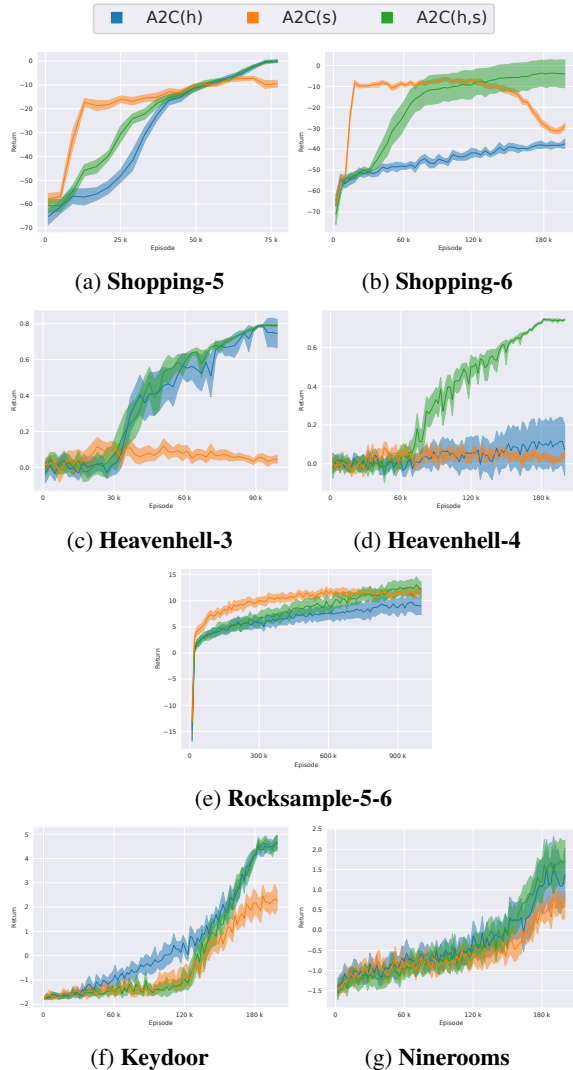 A2C(h) A2C(s) A2C(h,s)
0
−10
−20
−30
−40
−50
−60
−70
Return
0 25 k 50 k 75 k
Episode
(a) Shopping-5
0
−10
−20
−30
−40
−50
−60
−70
Return
0 60 k 120 k 180 k
Episode
(b) Shopping-6
0.8
0.6
0.4
0.2
0.0
Return
0 30 k 60 k 90 k
Episode
(c) Heavenhell-3
0.6
0.4
0.2
0.0
Return
0 60 k 120 k 180 k
Episode
(d) Heavenhell-4
15
10
5
0
−5
−10
−15
Return
0 300 k 600 k 900 k
Episode
(e) Rocksample-5-6
5
4
3
2
1
0
−1
−2
Return
0 60 k 120 k 180 k
Episode
(f) Keydoor
2.5
2.0
1.5
1.0
0.5
0.0
−0.5
−1.0
−1.5
Return
0 60 k 120 k 180 k
Episode
(g) Ninerooms